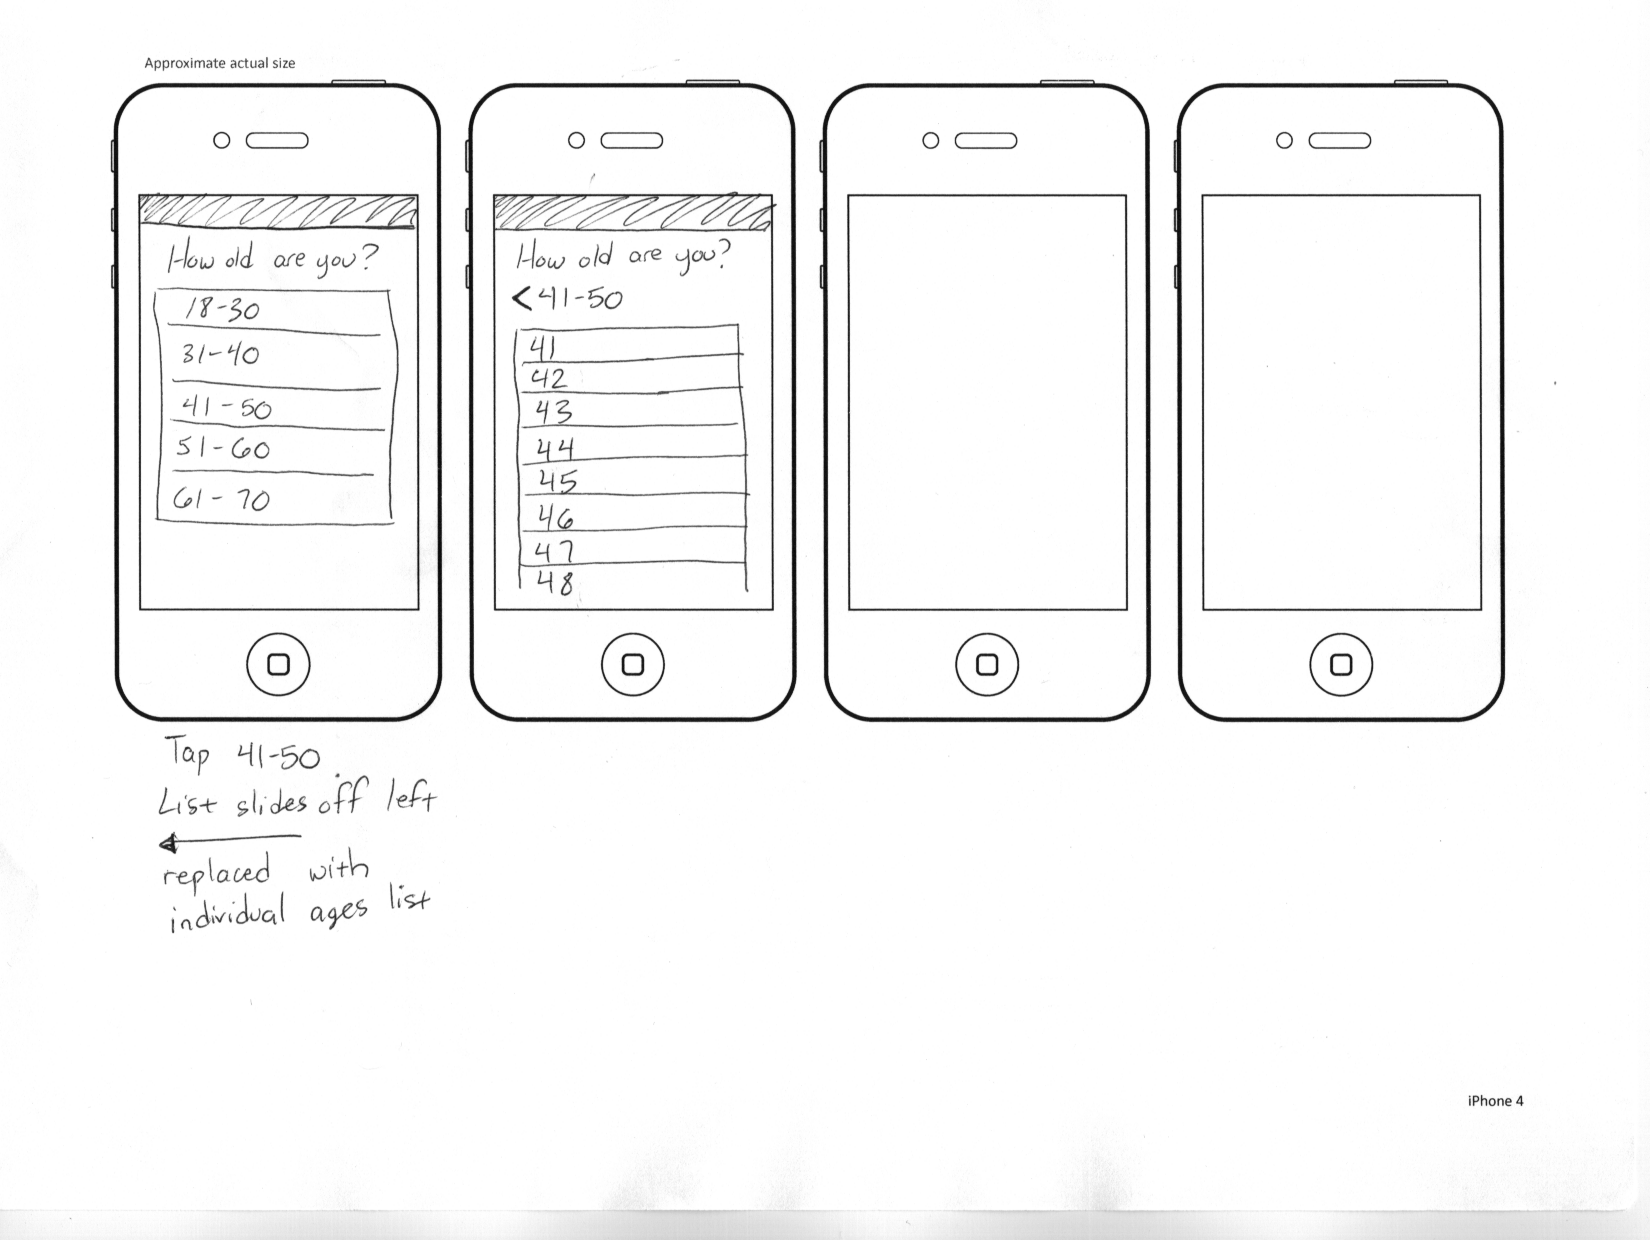 Approximate actual size
How old are you?
18-30
31-40
41-50
51-60
61-70
How old are you?
<41-50
41
42
43
44
45
46
47
48
Tap 41-50
List slides off left
replaced with
individual ages list
iPhone 4